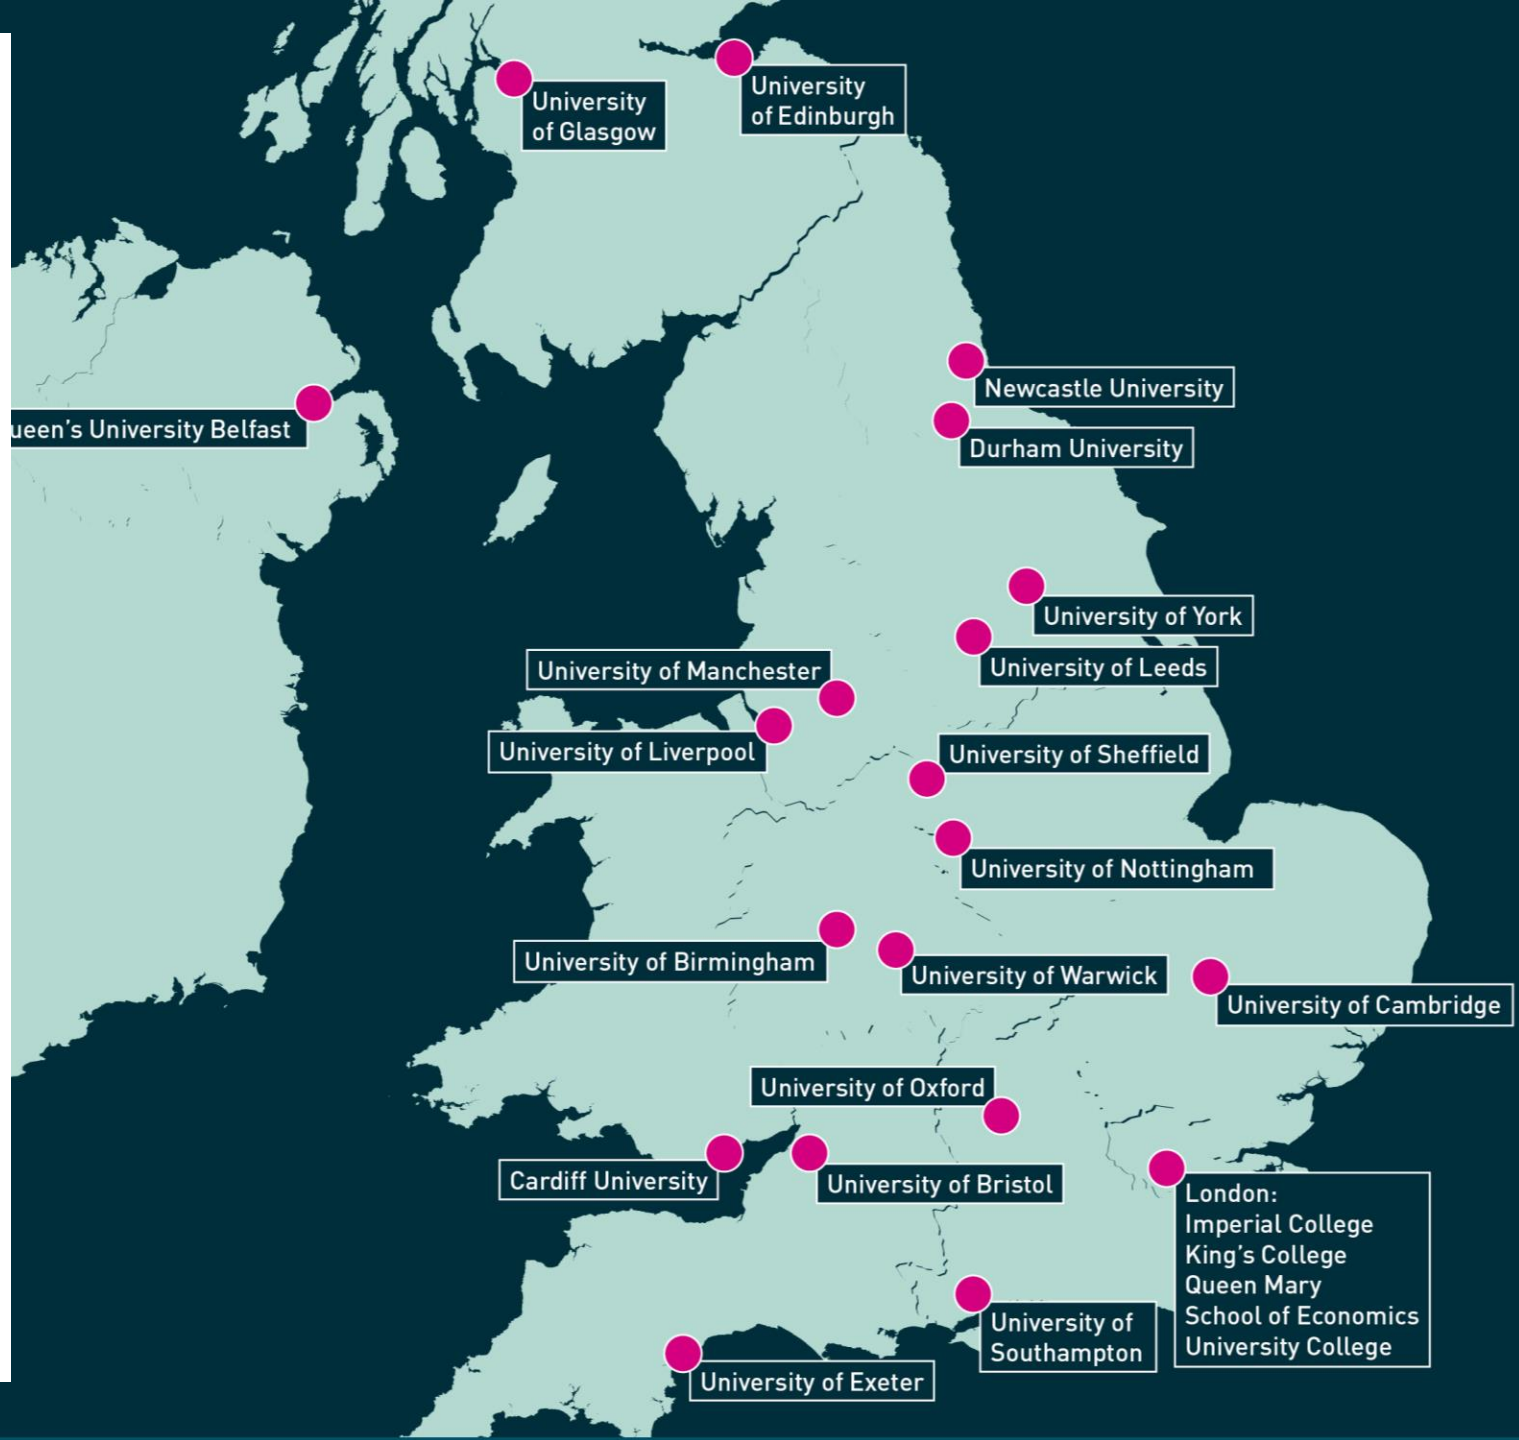 University
of Glasgow
University
of Edinburgh
Newcastle University
ueen's University Belfast
Durham University
University of York
University of Leeds
University of Manchester
University of Liverpool
University of Sheffield
University of Nottingham
University of Birmingham
University of Warwick
University of Cambridge
University of Oxford
Cardiff University
University of Bristol
London:
Imperial College
King's College
Queen Mary
School of Economics
University College
University of
Southampton
University of Exeter